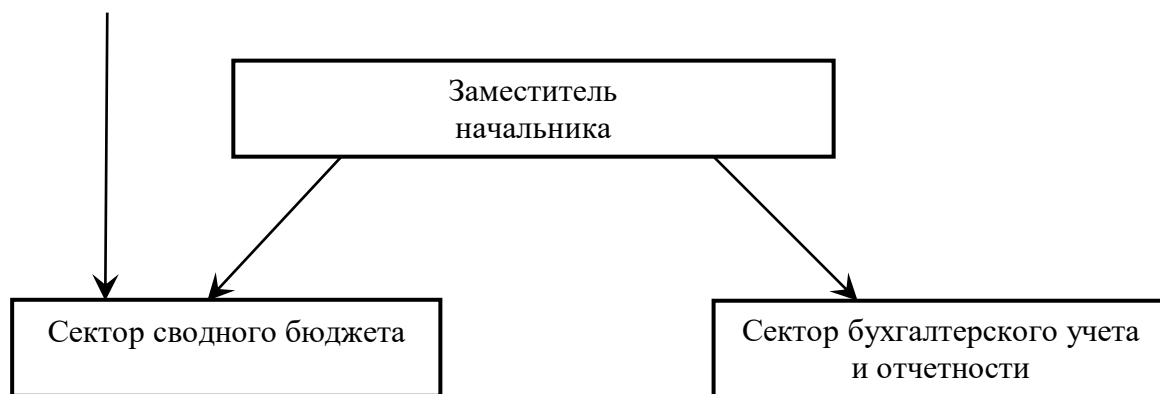 Заместитель
начальника
Сектор сводного бюджета
Сектор бухгалтерского учета
и отчетности